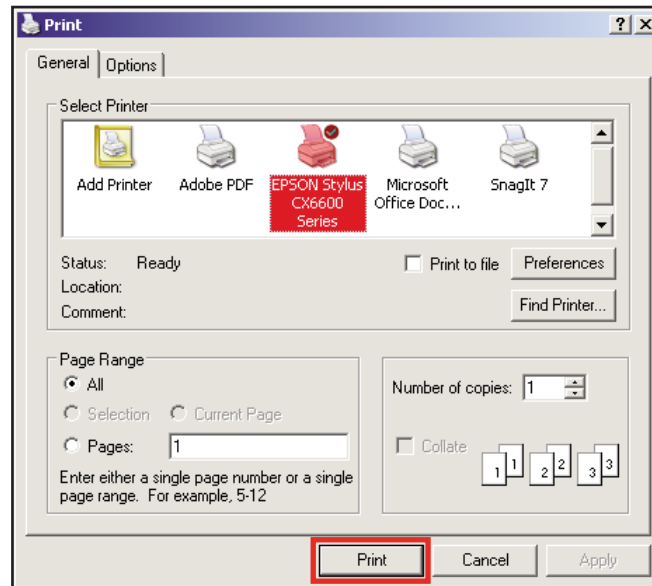 Print
General Options
Select Printer
Add Printer Adobe PDF EPSON Stylus CX6600 Series Microsoft Office Doc... SnagIt 7
Status: Ready
Print to file Preferences
Location:
Comment:
Find Printer...
Page Range
All
Number of copies: 1
Selection Current Page
Pages: 1
Collate
1 1 2 2 3 3
Enter either a single page number or a single
page range. For example, 5-12
Print Cancel Apply